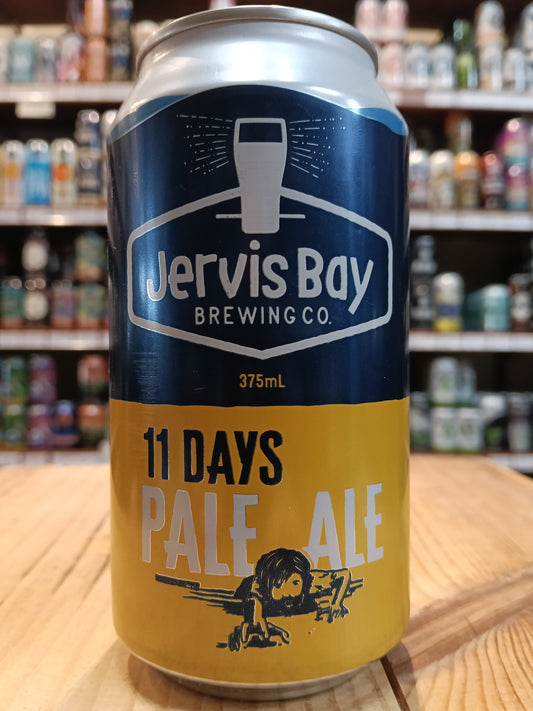 Jervis Bay
BREWING CO.
375mL
11 DAYS
PALE ALE